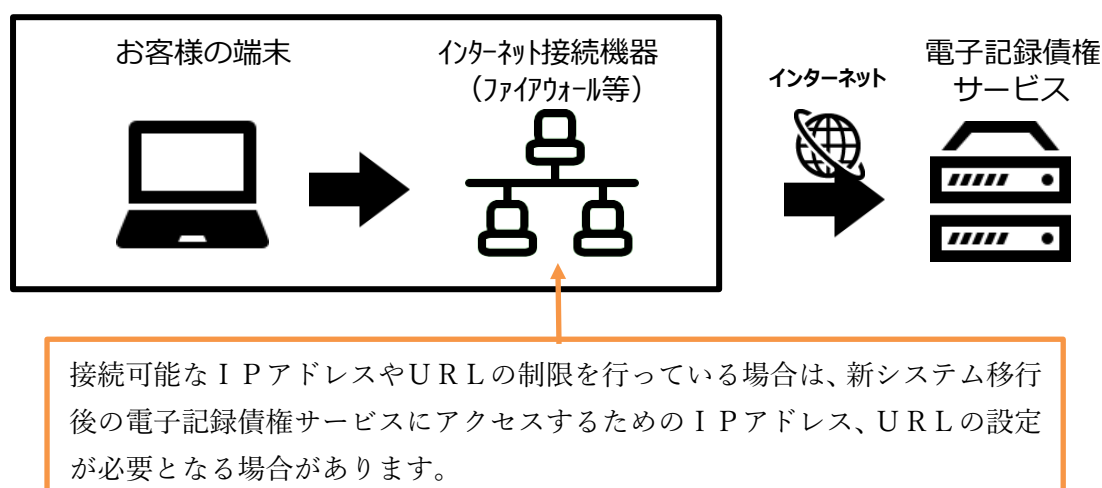 お客様の端末
インターネット接続機器
（ファイアウォール等）
インターネット
電子記録債権
サービス
接続可能なＩＰアドレスやＵＲＬの制限を行っている場合は、新システム移行
後の電子記録債権サービスにアクセスするためのＩＰアドレス、ＵＲＬの設定
が必要となる場合があります。